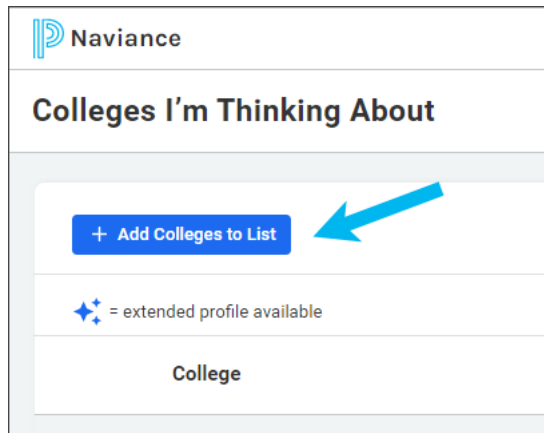 Naviance
Colleges I’m Thinking About
+ Add Colleges to List
= extended profile available
College